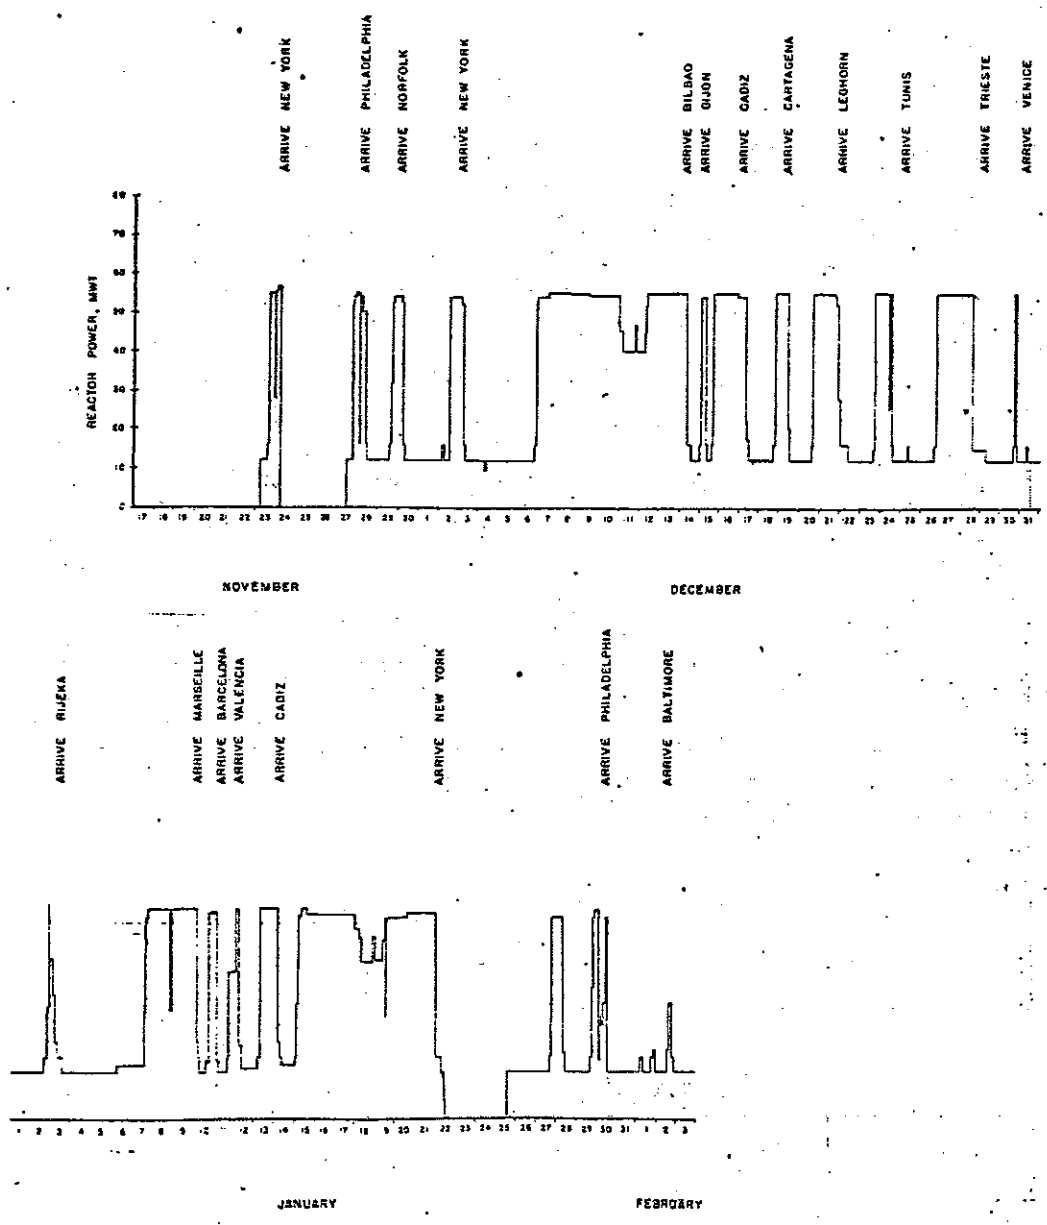 ARRIVE NEW YORK
ARRIVE PHILADELPHIA
ARRIVE NORFOLK
ARRIVE NEW YORK
ARRIVE BILBAO
ARRIVE GIJON
ARRIVE CADIZ
ARRIVE CARTAGENA
ARRIVE LEGHORN
ARRIVE TUNIS
ARRIVE TRIESTE
ARRIVE VENICE
REACTOR POWER, MWT
70
60
50
40
30
20
10
0
17 18 19 20 21 22 23 24 25 27 29 30 1 2 3 4 5 6 7 8 9 10 11 12 13 14 15 16 17 18 19 20 21 22 23 24 25 26 27 28 29 30 31
NOVEMBER DECEMBER
ARRIVE RIJEKA
ARRIVE MARSEILLE
ARRIVE BARCELONA
ARRIVE VALENCIA
ARRIVE CADIZ
ARRIVE NEW YORK
ARRIVE PHILADELPHIA
ARRIVE BALTIMORE
1 2 3 4 5 6 7 8 9 12 13 14 15 16 17 18 19 20 21 22 23 24 25 26 27 28 29 30 31 1 2 3
JANUARY FEBRUARY